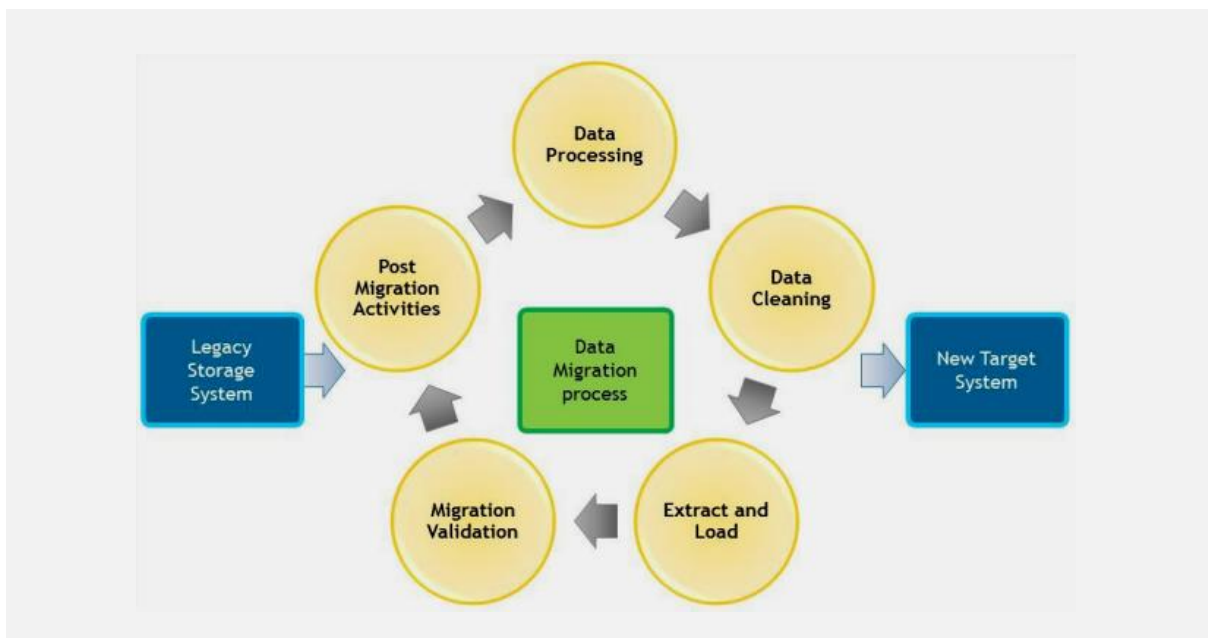 Data
Processing
Post
Migration
Activities
Data
Cleaning
Legacy
Storage
System
Data
Migration
process
New Target
System
Migration
Validation
Extract and
Load